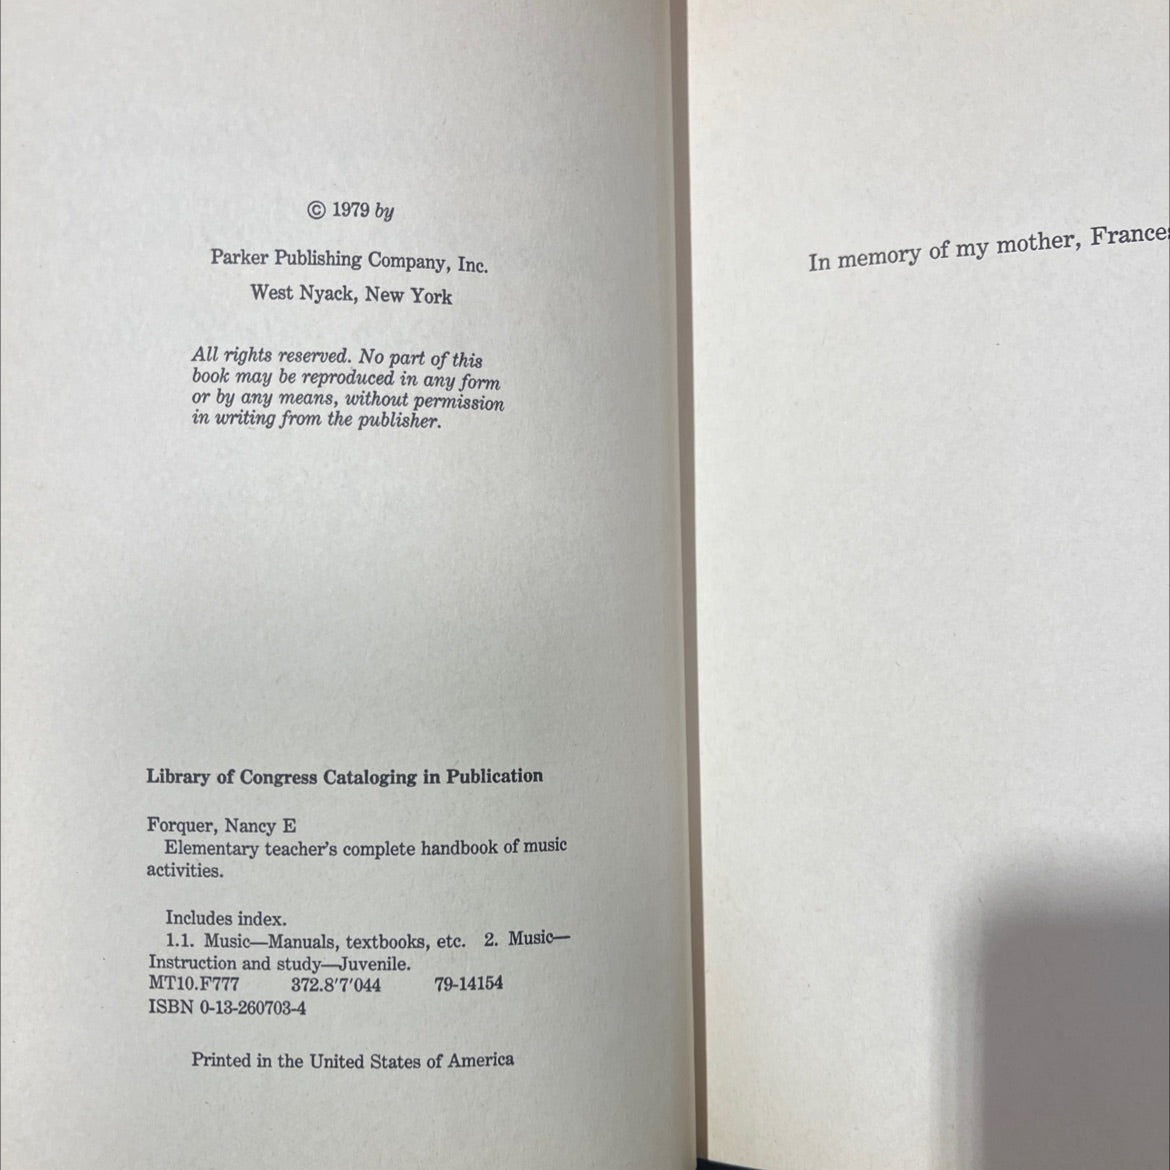 © 1979 by
Parker Publishing Company, Inc.
West Nyack, New York
All rights reserved. No part of this
book may be reproduced in any form
or by any means, without permission
in writing from the publisher.
Library of Congress Cataloging in Publication
Forquer, Nancy E
Elementary teacher's complete handbook of music
activities.
Includes index.
1.1. Music—Manuals, textbooks, etc. 2. Music—
Instruction and study—Juvenile.
MT10.F777 372.8'7'044 79-14154
ISBN 0-13-260703-4
Printed in the United States of America
In memory of my mother,